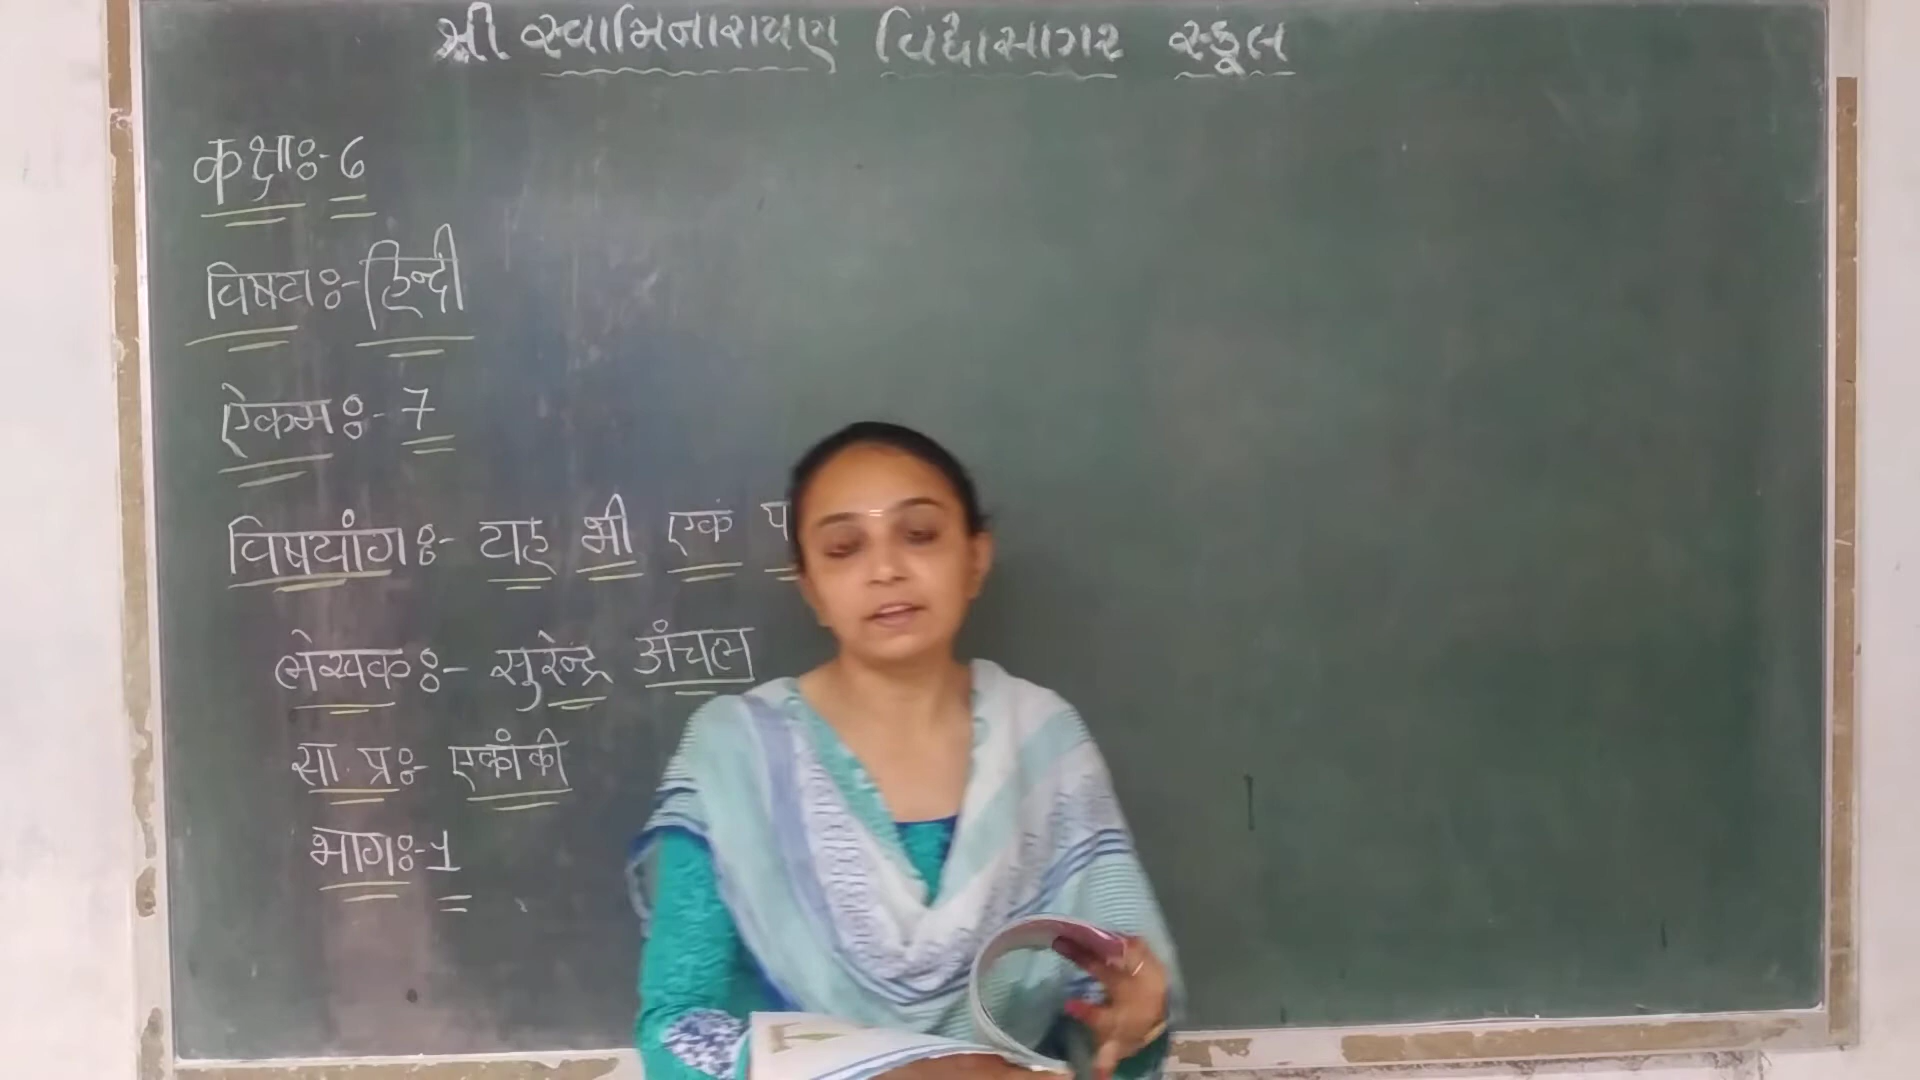 શ્રી સ્વામિનારાયણ વિદ્યાસાગર સ્કૂલ
कक्षाः- 6
विषयः- हिन्दी
ऐकमः- 7
विषयांगः- यह भी एक
लेखकः- सुरेन्द्र अंचल
सा. प्रः- एकांकी
भागः- 1